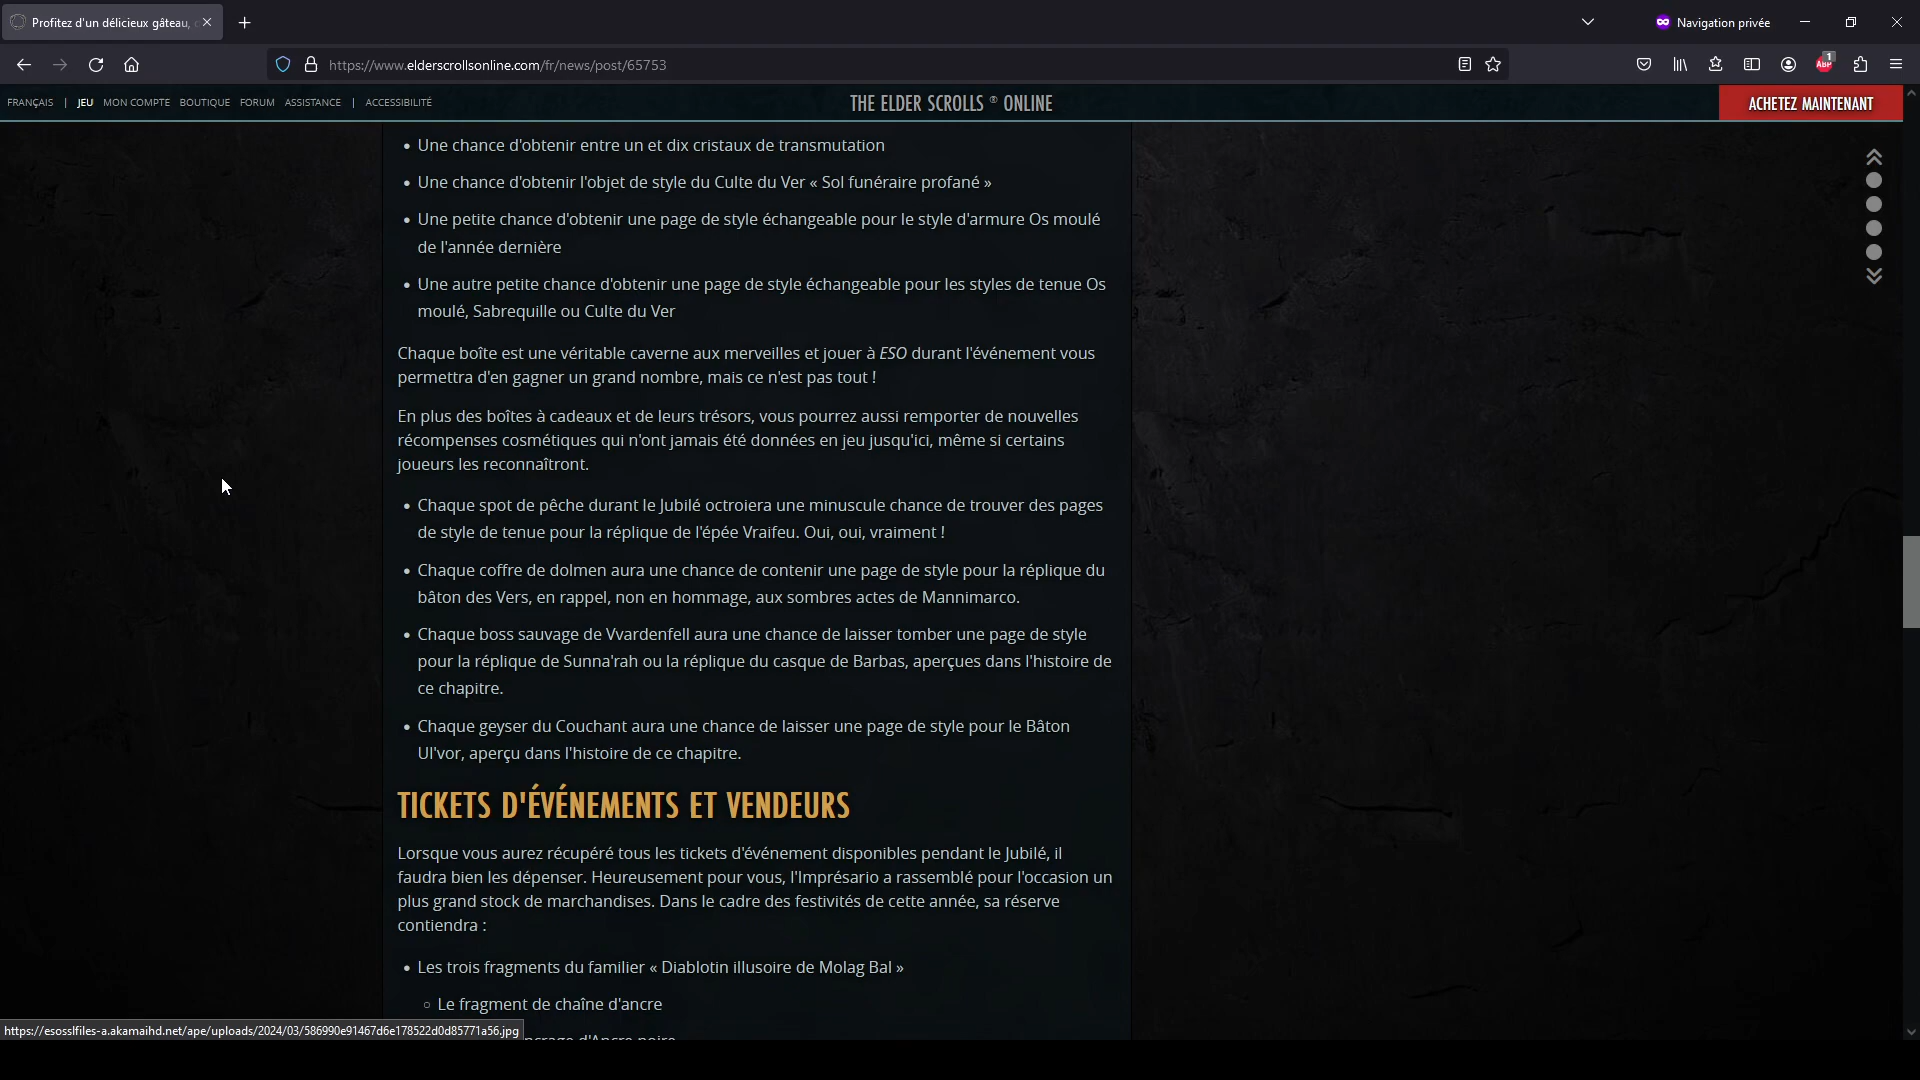 Profitez d'un délicieux gâteau,
Navigation privée
https://www.elderscrollsonline.com/fr/news/post/65753
1
ABP
FRANÇAIS | JEU MON COMPTE BOUTIQUE FORUM ASSISTANCE | ACCESSIBILITÉ
THE ELDER SCROLLS ® ONLINE
ACHETEZ MAINTENANT
• Une chance d'obtenir entre un et dix cristaux de transmutation
• Une chance d'obtenir l'objet de style du Culte du Ver « Sol funéraire profané »
• Une petite chance d'obtenir une page de style échangeable pour le style d'armure Os moulé
de l'année dernière
• Une autre petite chance d'obtenir une page de style échangeable pour les styles de tenue Os
moulé, Sabrequille ou Culte du Ver
Chaque boîte est une véritable caverne aux merveilles et jouer à ESO durant l'événement vous
permettra d'en gagner un grand nombre, mais ce n'est pas tout !
En plus des boîtes à cadeaux et de leurs trésors, vous pourrez aussi remporter de nouvelles
récompenses cosmétiques qui n'ont jamais été données en jeu jusqu'ici, même si certains
joueurs les reconnaîtront.
• Chaque spot de pêche durant le Jubilé octroiera une minuscule chance de trouver des pages
de style de tenue pour la réplique de l'épée Vraifeu. Oui, oui, vraiment !
• Chaque coffre de dolmen aura une chance de contenir une page de style pour la réplique du
bâton des Vers, en rappel, non en hommage, aux sombres actes de Mannimarco.
• Chaque boss sauvage de Vvardenfell aura une chance de laisser tomber une page de style
pour la réplique de Sunna'rah ou la réplique du casque de Barbas, aperçues dans l'histoire de
ce chapitre.
• Chaque geyser du Couchant aura une chance de laisser une page de style pour le Bâton
Ul'vor, aperçu dans l'histoire de ce chapitre.
TICKETS D'ÉVÉNEMENTS ET VENDEURS
Lorsque vous aurez récupéré tous les tickets d'événement disponibles pendant le Jubilé, il
faudra bien les dépenser. Heureusement pour vous, l'Imprésario a rassemblé pour l'occasion un
plus grand stock de marchandises. Dans le cadre des festivités de cette année, sa réserve
contiendra :
• Les trois fragments du familier « Diablotin illusoire de Molag Bal »
○ Le fragment de chaîne d'ancre
https://esosslfiles-a.akamaihd.net/ape/uploads/2024/03/586990e91467d6e178522d0d85771a56.jpg
ncrage d'Ancre noire